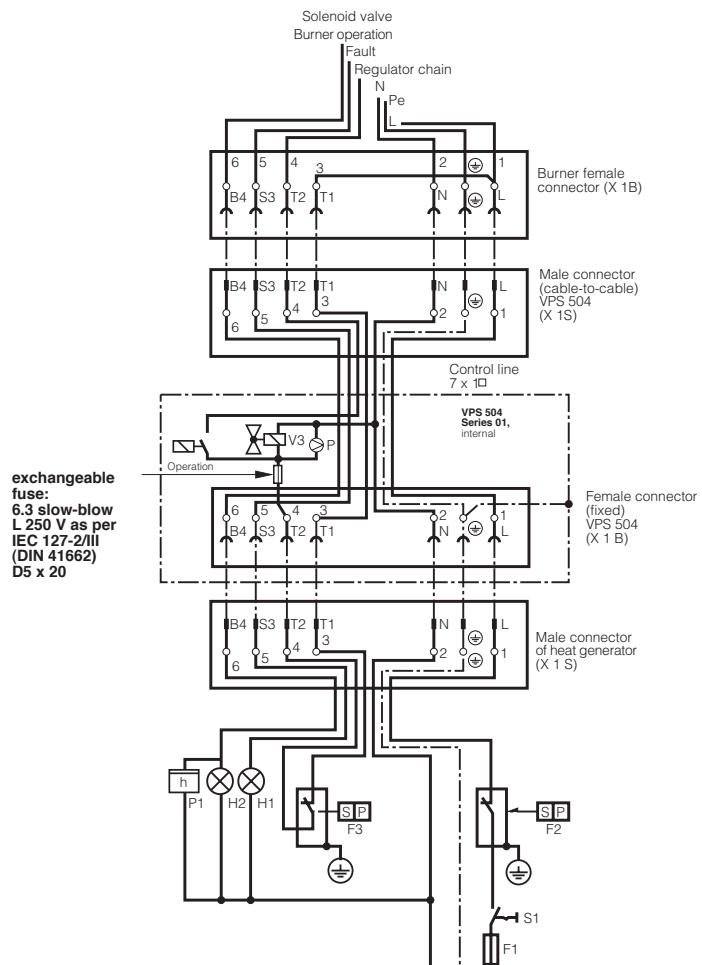 Solenoid valve
Burner operation
Fault
Regulator chain
N
Pe
L
6 5 4 3 2 1
B4 S3 T2 T1 N L
Burner female
connector (X 1B)
B4 S3 T2 T1 N L
6 5 4 3 2 1
Male connector
(cable-to-cable)
VPS 504
(X 1S)
Control line
7 x 1□
VPS 504
Series 01,
internal
V3
P
Operation
exchangeable
fuse:
6.3 slow-blow
L 250 V as per
IEC 127-2/III
(DIN 41662)
D5 x 20
6 5 4 3 2 1
B4 S3 T2 T1 N L
Female connector
(fixed)
VPS 504
(X 1 B)
B4 S3 T2 T1 N L
6 5 4 3 2 1
Male connector
of heat generator
(X 1 S)
h
P1
H2
H1
S P
F3
S P
F2
S1
F1